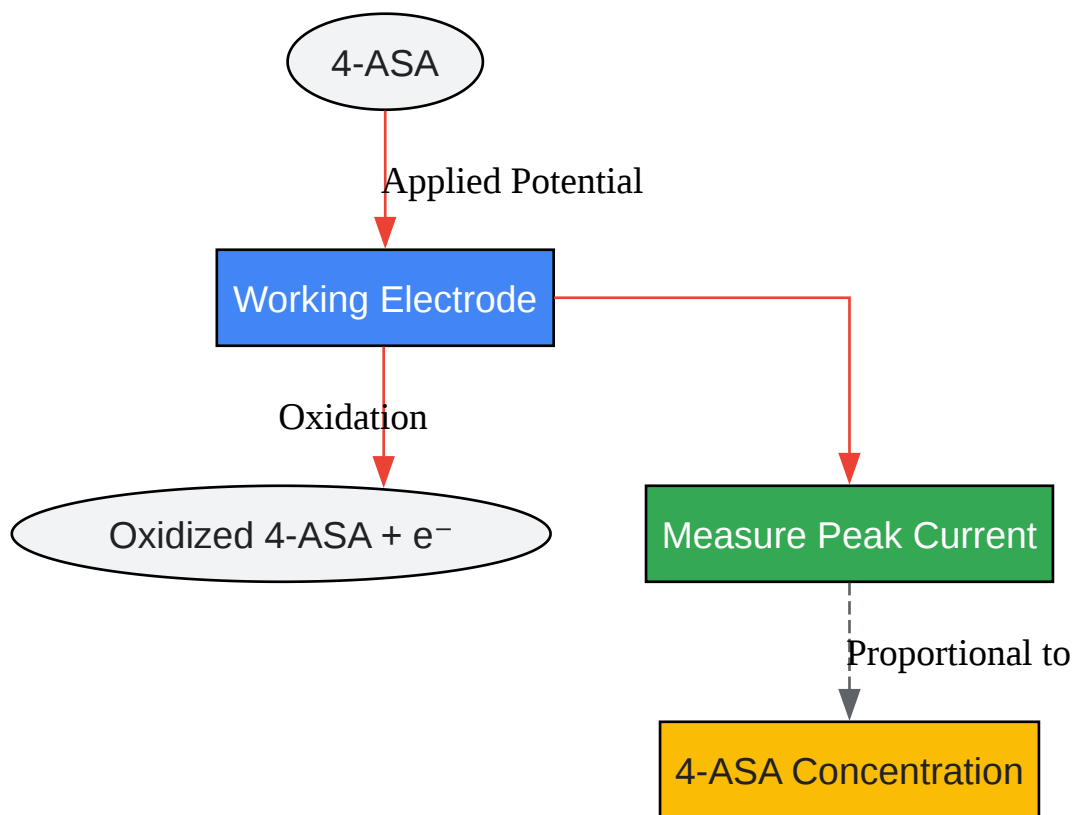 4-ASA
Applied Potential
Working Electrode
Oxidation
Oxidized 4-ASA + e⁻
Measure Peak Current
Proportional to
4-ASA Concentration